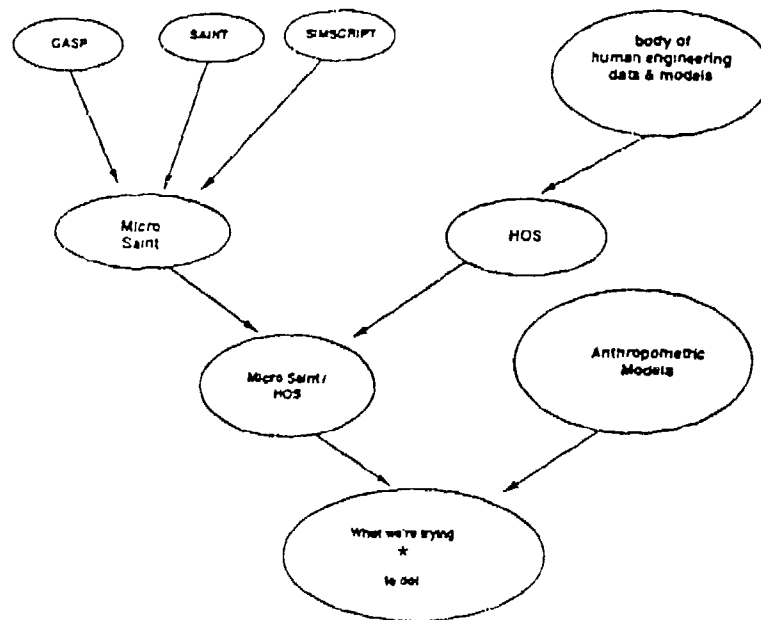 GASP
SAINT
SIMSCRIPT
body of
human engineering
data & models
Micro
Saint
HOS
Anthropometric
Models
Micro Saint /
HOS
What we're trying
*
to do!